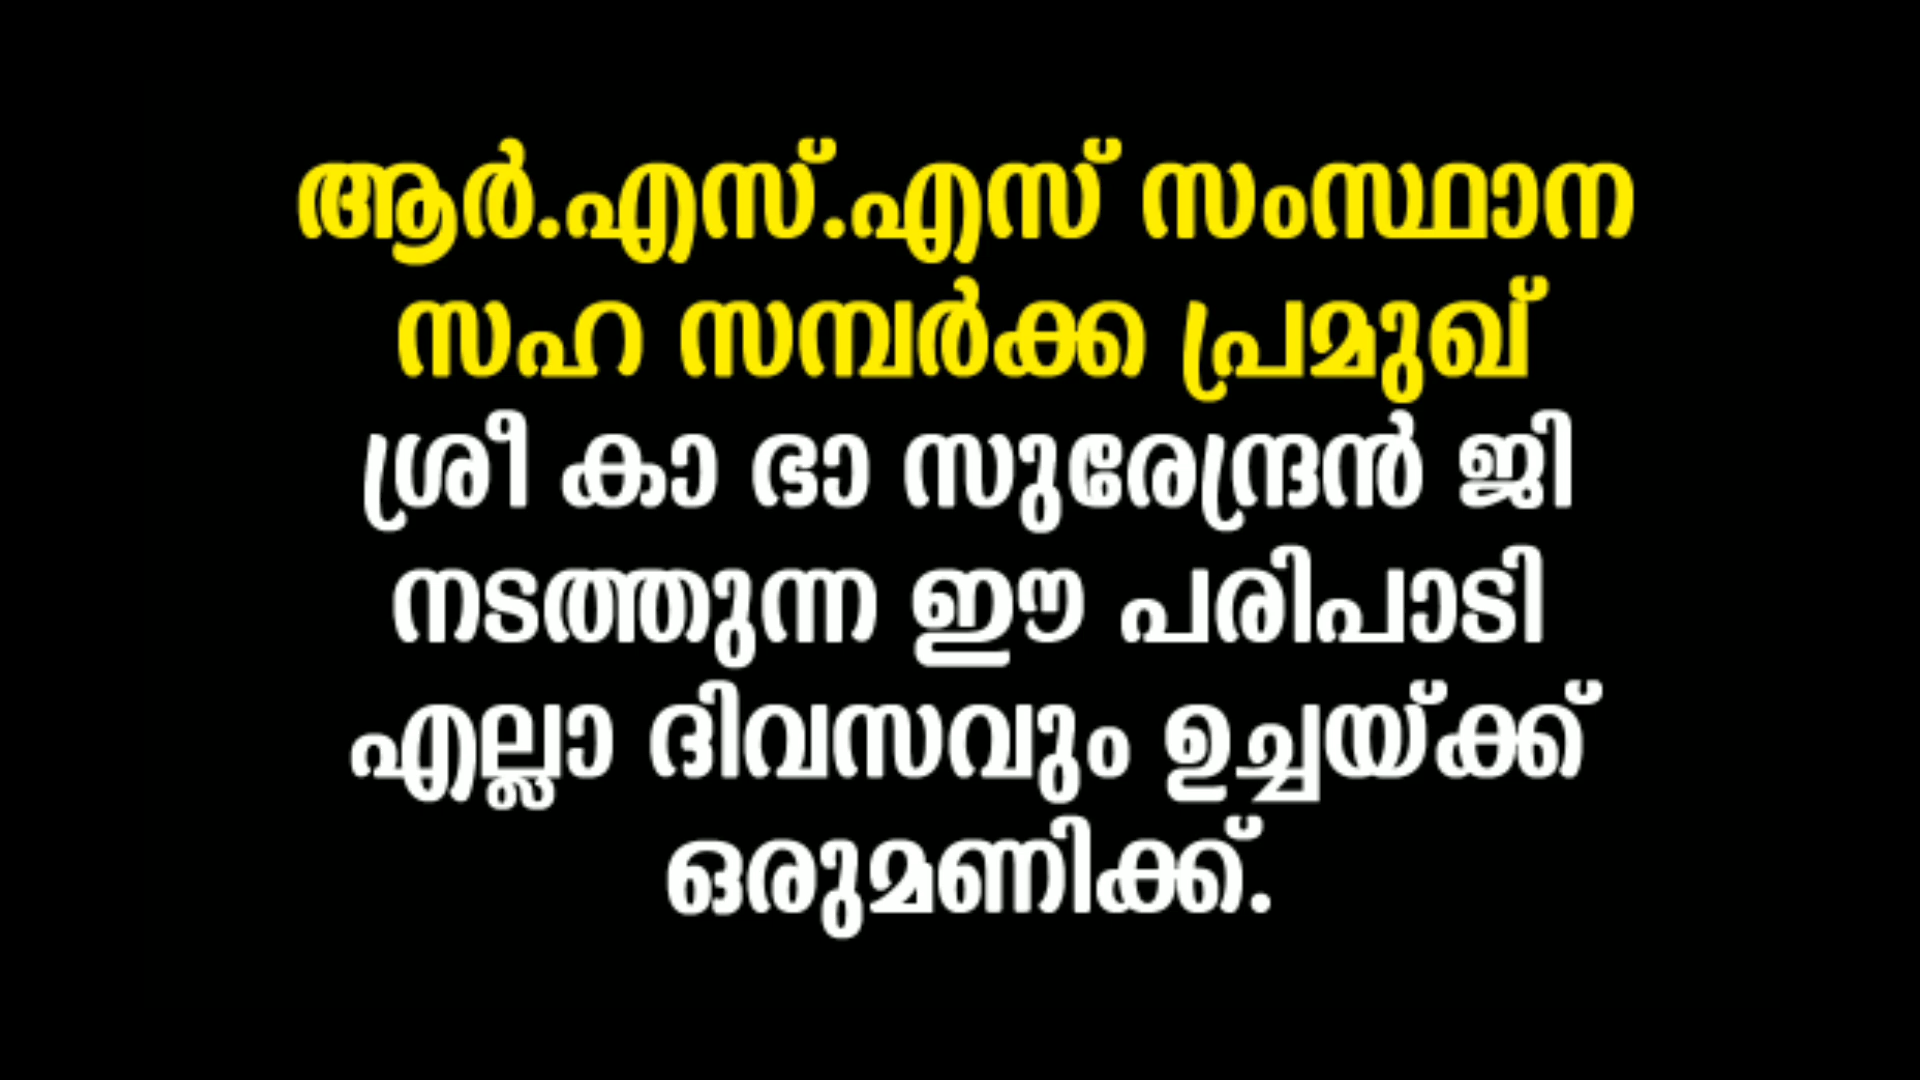 ആർ.എസ്.എസ് സംസ്ഥാന
സഹ സമ്പർക്ക പ്രമുഖ്
ശ്രീ കാ ഭാ സുരേന്ദ്രൻ ജി
നടത്തുന്ന ഈ പരിപാടി
എല്ലാ ദിവസവും ഉച്ചയ്ക്ക്
ഒരുമണിക്ക്.